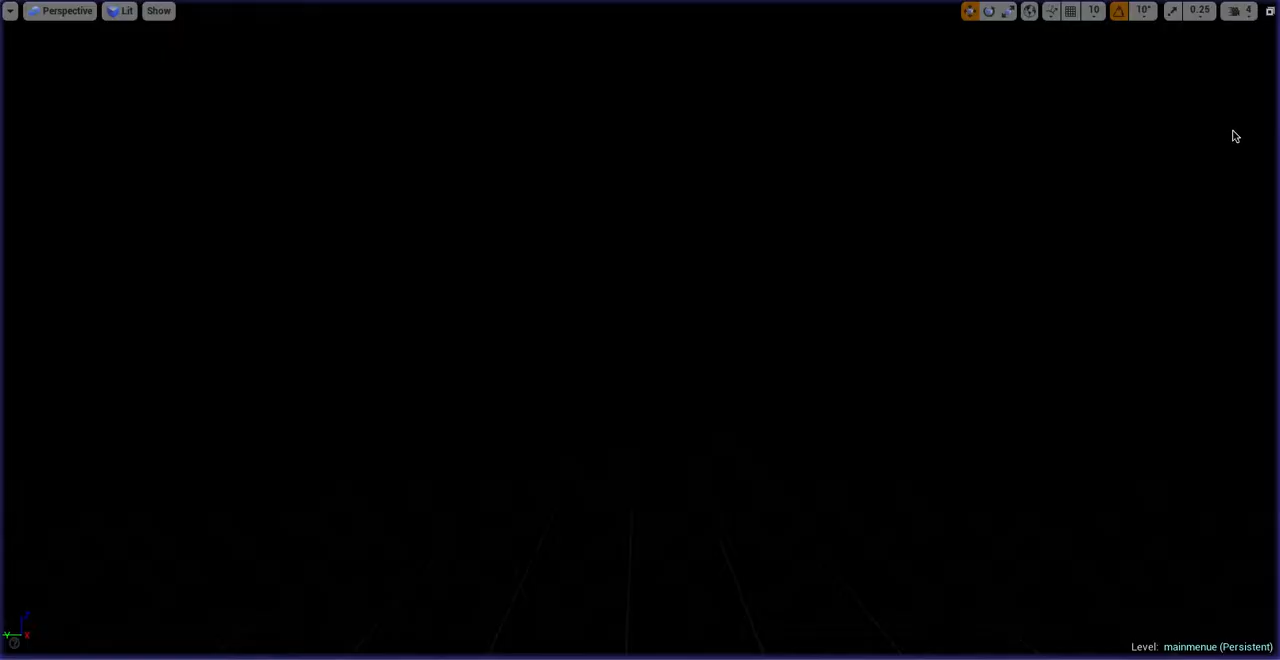 Perspective Lit Show 10 10° 0.25 4
Y X
? Level: mainmenue (Persistent)